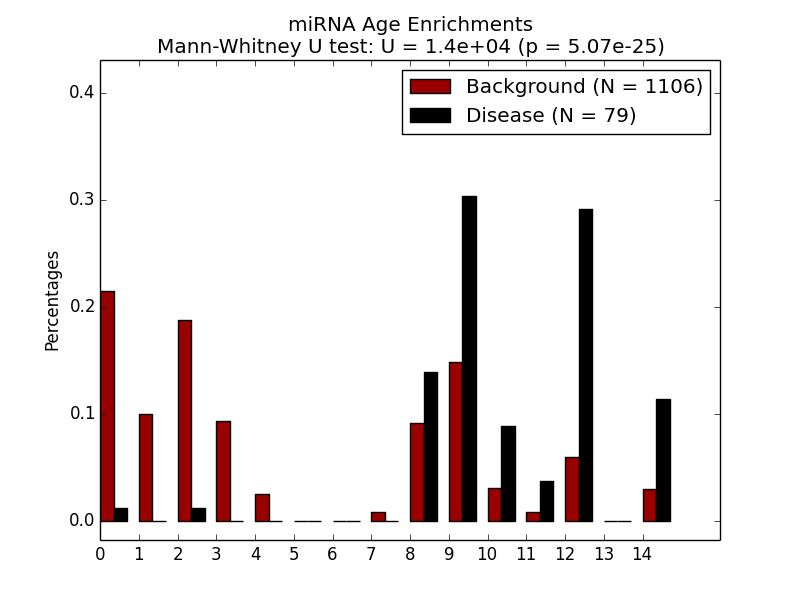 miRNA Age Enrichments
Mann-Whitney U test: U = 1.4e+04 (p = 5.07e-25)
Background (N = 1106)
Disease (N = 79)
Percentages
0.4
0.3
0.2
0.1
0.0
0 1 2 3 4 5 6 7 8 9 10 11 12 13 14